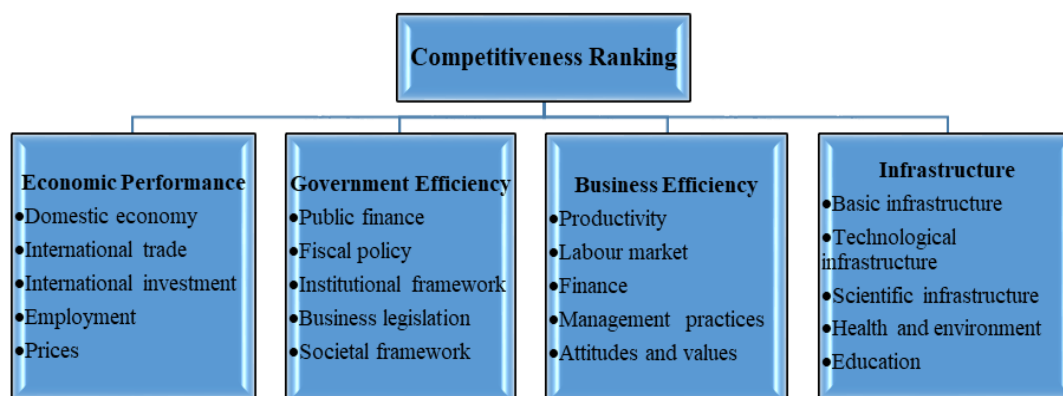 Competitiveness Ranking
Economic Performance
•Domestic economy
•International trade
•International investment
•Employment
•Prices
Government Efficiency
•Public finance
•Fiscal policy
•Institutional framework
•Business legislation
•Societal framework
Business Efficiency
•Productivity
•Labour market
•Finance
•Management practices
•Attitudes and values
Infrastructure
•Basic infrastructure
•Technological
infrastructure
•Scientific infrastructure
•Health and environment
•Education